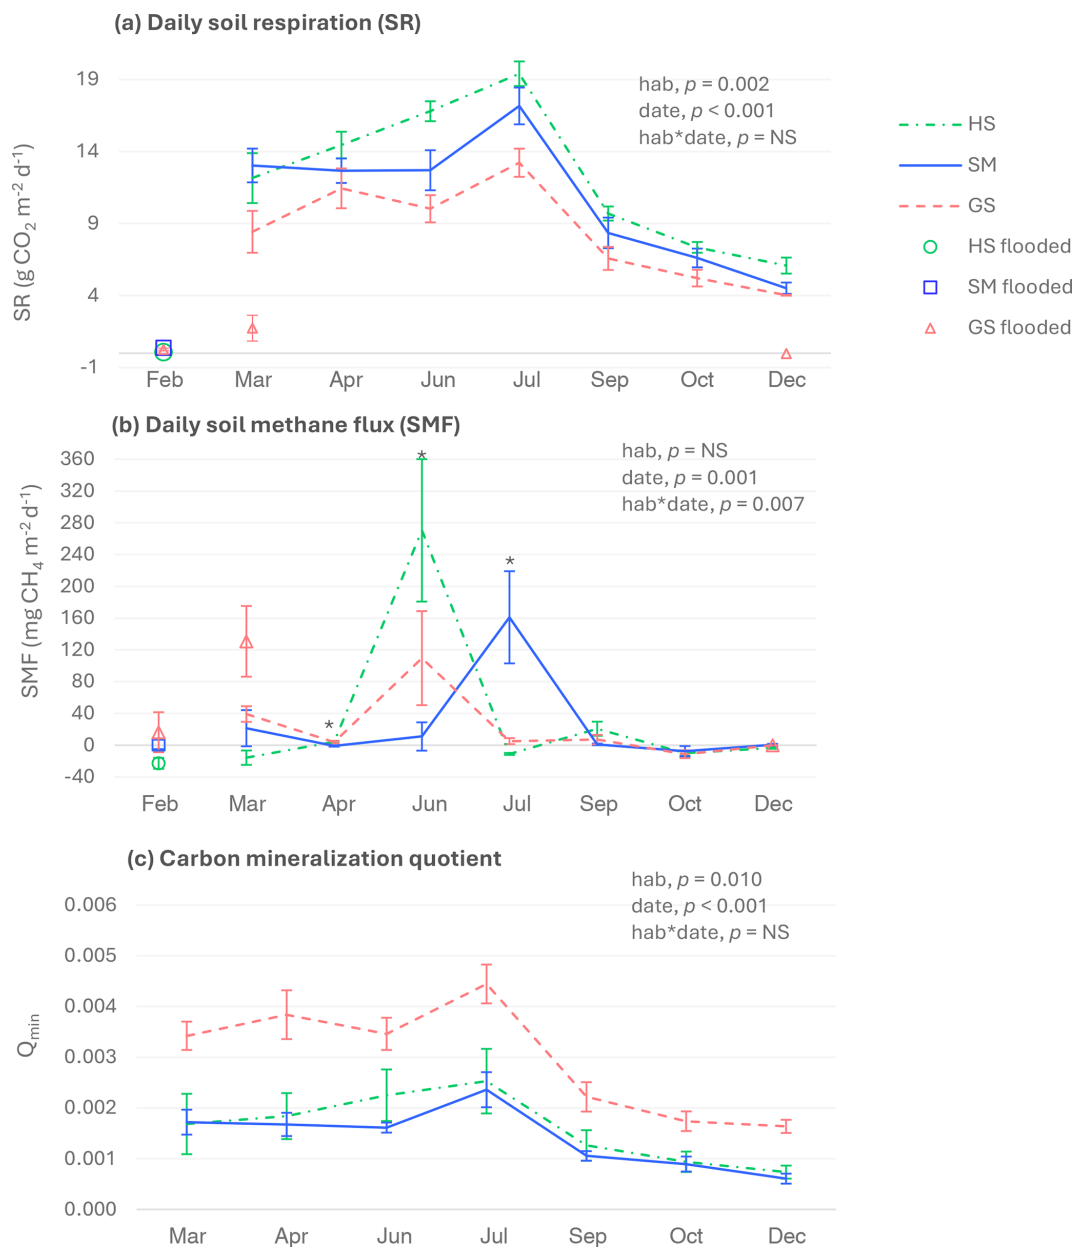 (a) Daily soil respiration (SR)
SR (g CO₂ m⁻² d⁻¹)
19
14
9
4
-1
hab, p = 0.002
date, p < 0.001
hab*date, p = NS
Feb Mar Apr Jun Jul Sep Oct Dec
HS
SM
GS
HS flooded
SM flooded
GS flooded
(b) Daily soil methane flux (SMF)
SMF (mg CH₄ m⁻² d⁻¹)
360
320
280
240
200
160
120
80
40
0
-40
hab, p = NS
date, p = 0.001
hab*date, p = 0.007
*
*
*
Feb Mar Apr Jun Jul Sep Oct Dec
(c) Carbon mineralization quotient
Qmin
0.006
0.005
0.004
0.003
0.002
0.001
0.000
hab, p = 0.010
date, p < 0.001
hab*date, p = NS
Mar Apr Jun Jul Sep Oct Dec